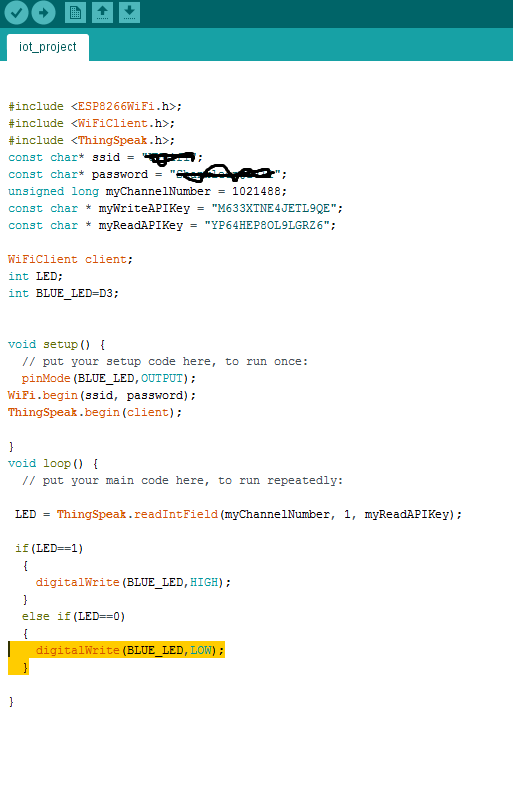 iot_project
#include <ESP8266WiFi.h>;
#include <WiFiClient.h>;
#include <ThingSpeak.h>;
const char* ssid = "";
const char* password = "";
unsigned long myChannelNumber = 1021488;
const char * myWriteAPIKey = "M633XTNE4JETL9QE";
const char * myReadAPIKey = "YP64HEP8OL9LGRZ6";
WiFiClient client;
int LED;
int BLUE_LED=D3;
void setup() {
// put your setup code here, to run once:
pinMode(BLUE_LED,OUTPUT);
WiFi.begin(ssid, password);
ThingSpeak.begin(client);
}
void loop() {
// put your main code here, to run repeatedly:
LED = ThingSpeak.readIntField(myChannelNumber, 1, myReadAPIKey);
if(LED==1)
{
digitalWrite(BLUE_LED,HIGH);
}
else if(LED==0)
{
digitalWrite(BLUE_LED,LOW);
}
}